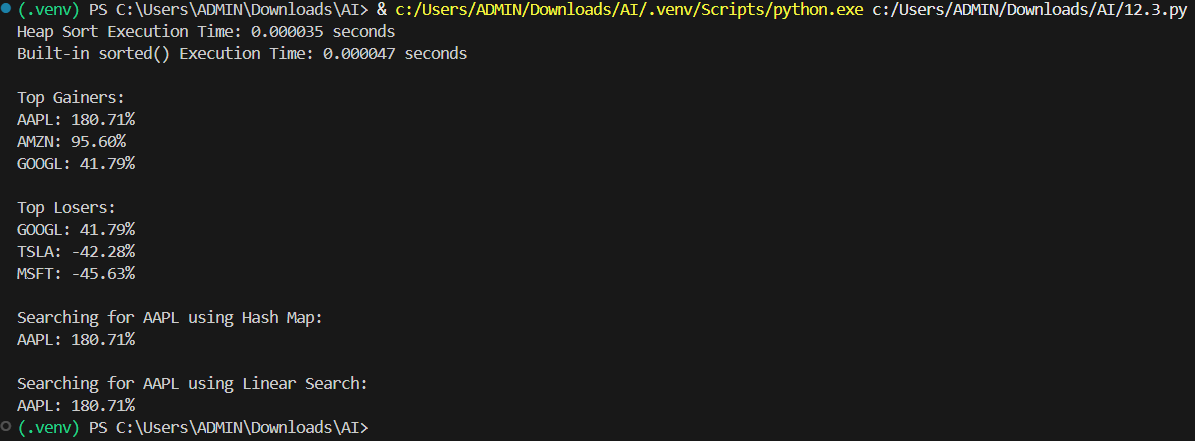 (.venv) PS C:\Users\ADMIN\Downloads\AI> & c:/Users/ADMIN/Downloads/AI/.venv/Scripts/python.exe c:/Users/ADMIN/Downloads/AI/12.3.py
Heap Sort Execution Time: 0.000035 seconds
Built-in sorted() Execution Time: 0.000047 seconds
Top Gainers:
AAPL: 180.71%
AMZN: 95.60%
GOOGL: 41.79%
Top Losers:
GOOGL: 41.79%
TSLA: -42.28%
MSFT: -45.63%
Searching for AAPL using Hash Map:
AAPL: 180.71%
Searching for AAPL using Linear Search:
AAPL: 180.71%
(.venv) PS C:\Users\ADMIN\Downloads\AI>